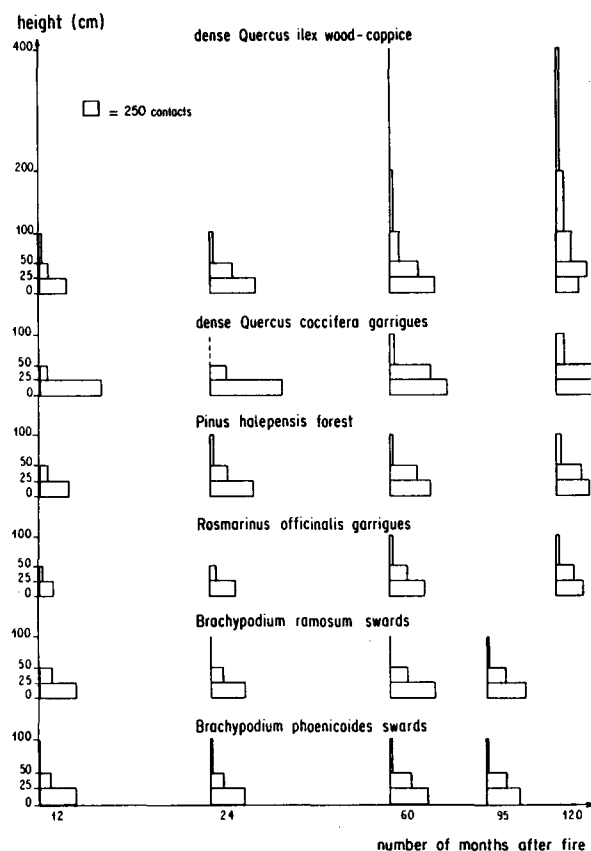 height (cm)
dense Quercus ilex wood-coppice
400
= 250 contacts
200
100
50
25
0
dense Quercus coccifera garrigues
100
50
25
0
Pinus halepensis forest
100
50
25
0
Rosmarinus officinalis garrigues
100
50
25
0
Brachypodium ramosum swards
100
50
25
0
Brachypodium phoenicoides swards
100
50
25
0
12 24 60 95 120
number of months after fire